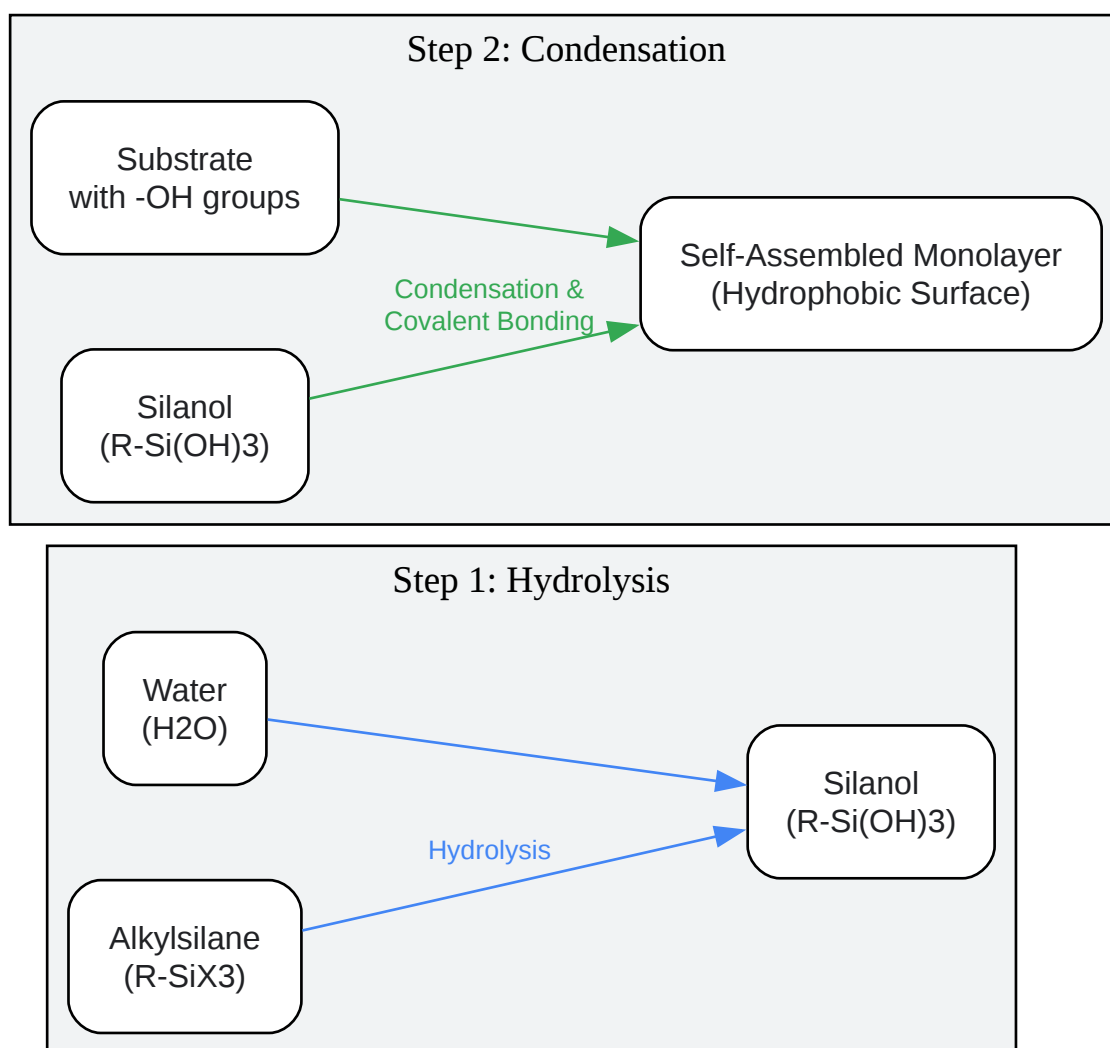 Step 2: Condensation
Substrate
with -OH groups
Self-Assembled Monolayer
(Hydrophobic Surface)
Condensation &
Covalent Bonding
Silanol
(R-Si(OH)3)
Step 1: Hydrolysis
Water
(H2O)
Silanol
(R-Si(OH)3)
Hydrolysis
Alkylsilane
(R-SiX3)